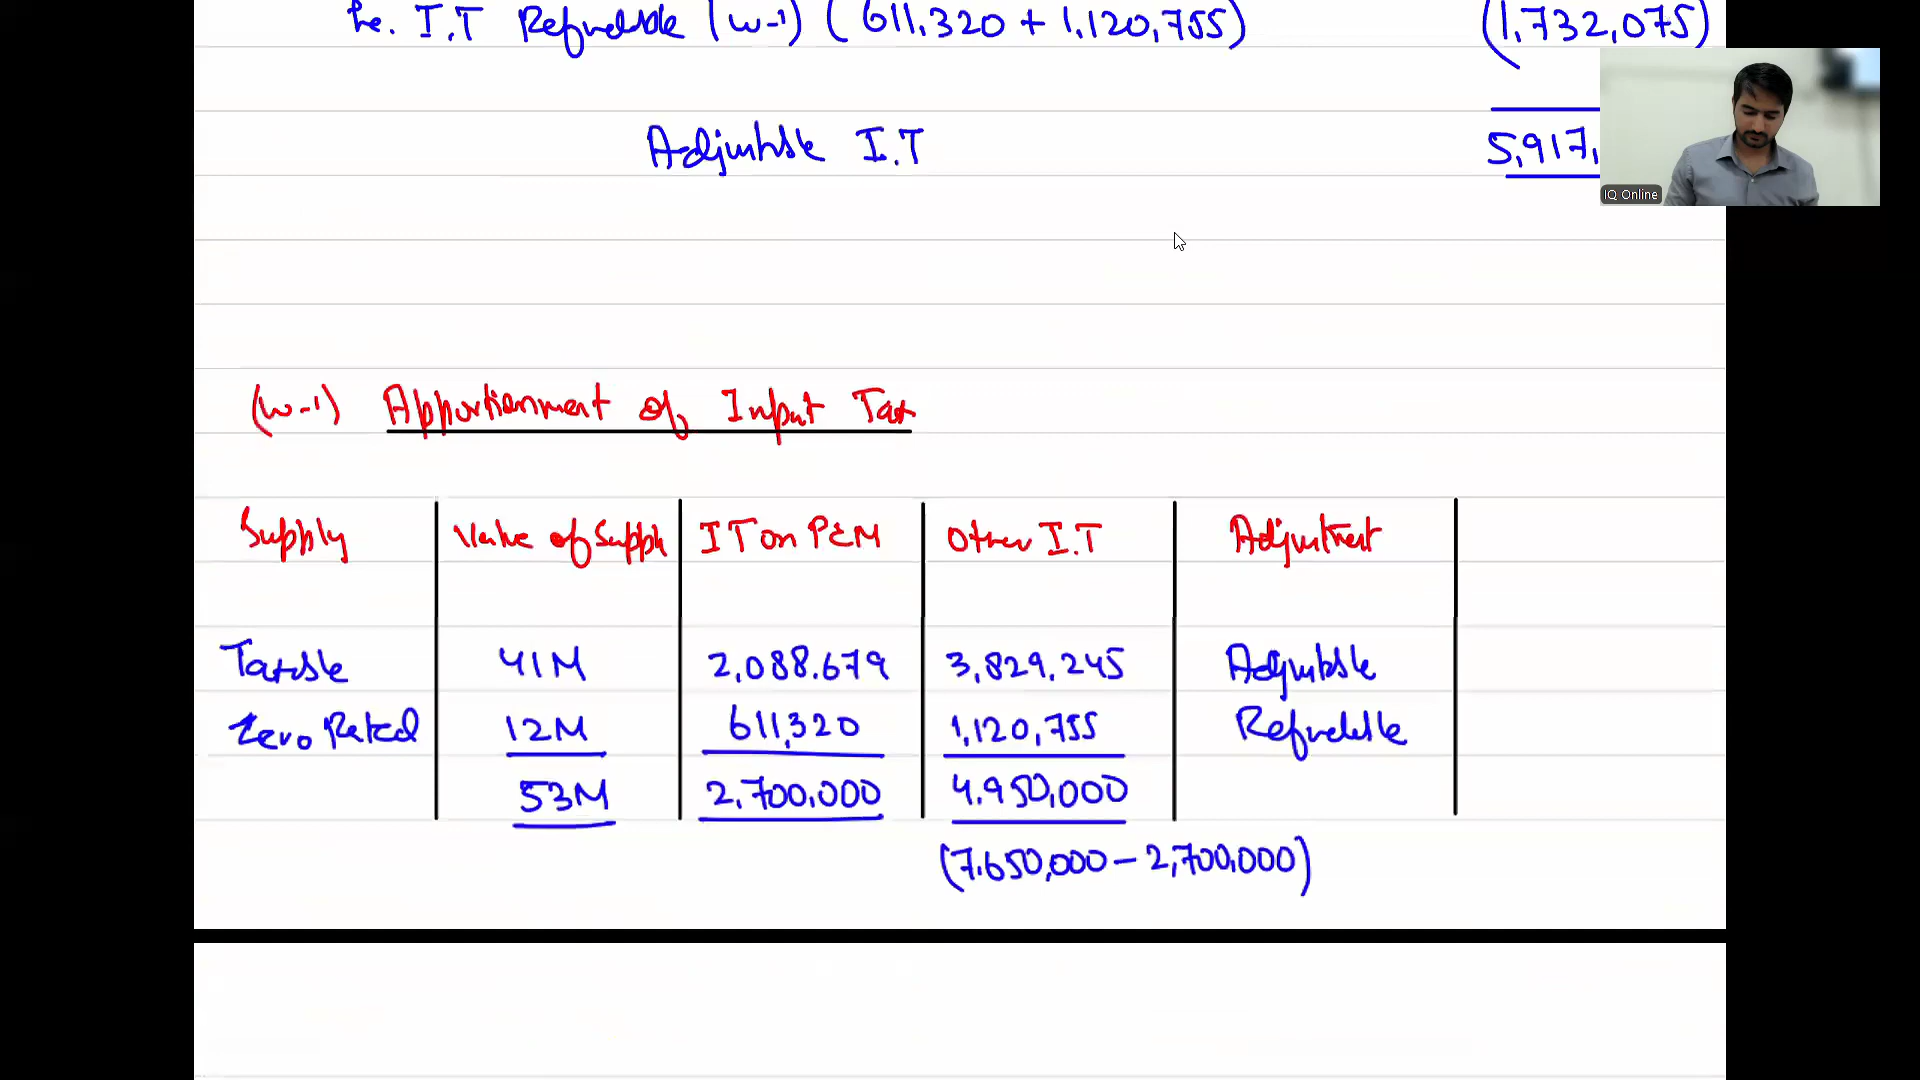 Le. I.T Refundable (W-1) (611,320 + 1,120,755) (1,732,075)
Adjustable I.T 5,917,
IQ Online
(W-1) Apportionment of Input Tax
Supply Value of Supply IT on P&M Other I.T Adjustment
Taxable 41M 2,088.679 3,829,245 Adjustable
Zero Rated 12M 611,320 1,120,755 Refundable
53M 2,700,000 4,950,000
(7,650,000 - 2,700,000)